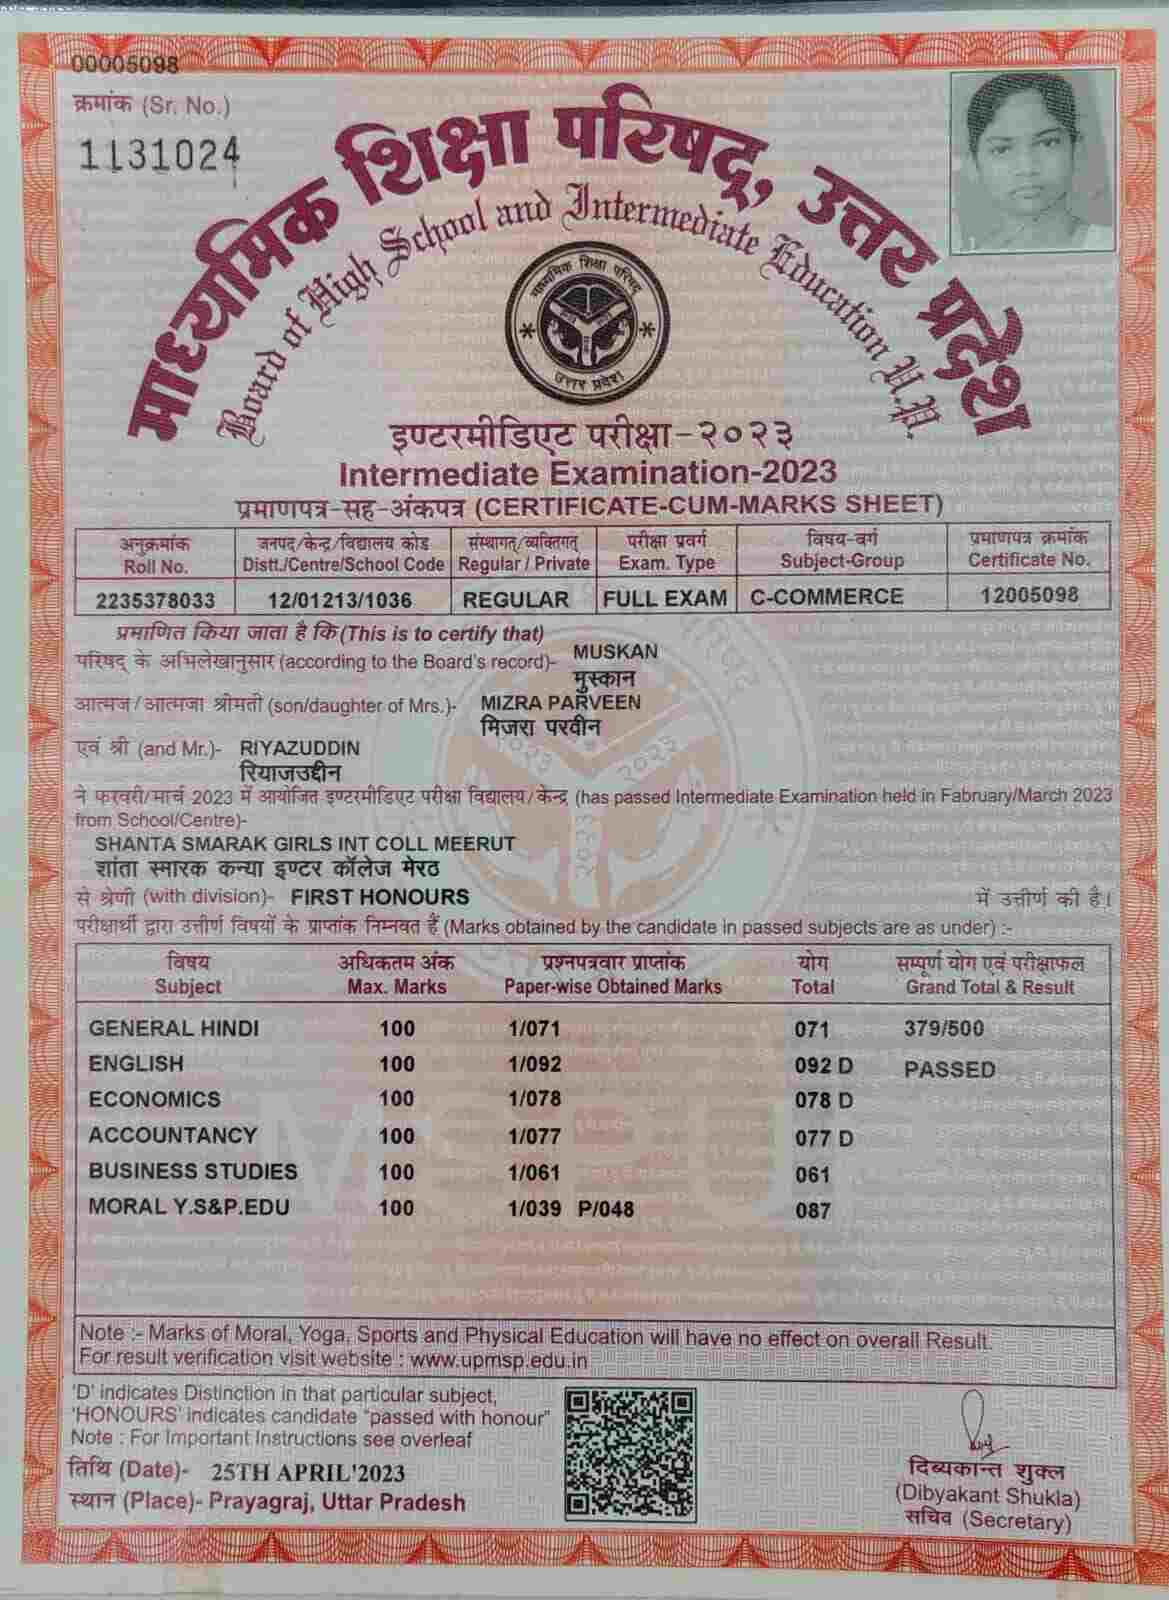 00005098
क्रमांक (Sr. No.)
1131024
माध्यमिक शिक्षा परिषद्, उत्तर प्रदेश
Board of High School and Intermediate Education U.P.
माध्यमिक शिक्षा परिषद्
उत्तर प्रदेश
इण्टरमीडिएट परीक्षा-२०२३
Intermediate Examination-2023
प्रमाणपत्र-सह-अंकपत्र (CERTIFICATE-CUM-MARKS SHEET)
अनुक्रमांक जनपद/केन्द्र/विद्यालय कोड संस्थागत/व्यक्तिगत परीक्षा प्रवर्ग विषय-वर्ग प्रमाणपत्र क्रमांक
Roll No. Distt./Centre/School Code Regular / Private Exam. Type Subject-Group Certificate No.
2235378033 12/01213/1036 REGULAR FULL EXAM C-COMMERCE 12005098
प्रमाणित किया जाता है कि (This is to certify that)
परिषद् के अभिलेखानुसार (according to the Board's record)- MUSKAN
मुस्कान
आत्मज / आत्मजा श्रीमती (son/daughter of Mrs.)- MIZRA PARVEEN
मिजरा परवीन
एवं श्री (and Mr.)- RIYAZUDDIN
रियाजउद्दीन
ने फरवरी/मार्च 2023 में आयोजित इण्टरमीडिएट परीक्षा विद्यालय/केन्द्र (has passed Intermediate Examination held in Fabruary/March 2023
from School/Centre)-
SHANTA SMARAK GIRLS INT COLL MEERUT
शांता स्मारक कन्या इण्टर कॉलेज मेरठ
से श्रेणी (with division)- FIRST HONOURS में उत्तीर्ण की है।
परीक्षार्थी द्वारा उत्तीर्ण विषयों के प्राप्तांक निम्नवत हैं (Marks obtained by the candidate in passed subjects are as under) :-
विषय अधिकतम अंक प्रश्नपत्रवार प्राप्तांक योग सम्पूर्ण योग एवं परीक्षाफल
Subject Max. Marks Paper-wise Obtained Marks Total Grand Total & Result
GENERAL HINDI 100 1/071 071 379/500
ENGLISH 100 1/092 092 D PASSED
ECONOMICS 100 1/078 078 D
ACCOUNTANCY 100 1/077 077 D
BUSINESS STUDIES 100 1/061 061
MORAL Y.S&P.EDU 100 1/039 P/048 087
Note :- Marks of Moral, Yoga, Sports and Physical Education will have no effect on overall Result.
For result verification visit website : www.upmsp.edu.in
'D' indicates Distinction in that particular subject,
'HONOURS' indicates candidate "passed with honour"
Note : For Important Instructions see overleaf
तिथि (Date)- 25TH APRIL'2023
स्थान (Place)- Prayagraj, Uttar Pradesh
दिब्यकान्त शुक्ल
(Dibyakant Shukla)
सचिव (Secretary)